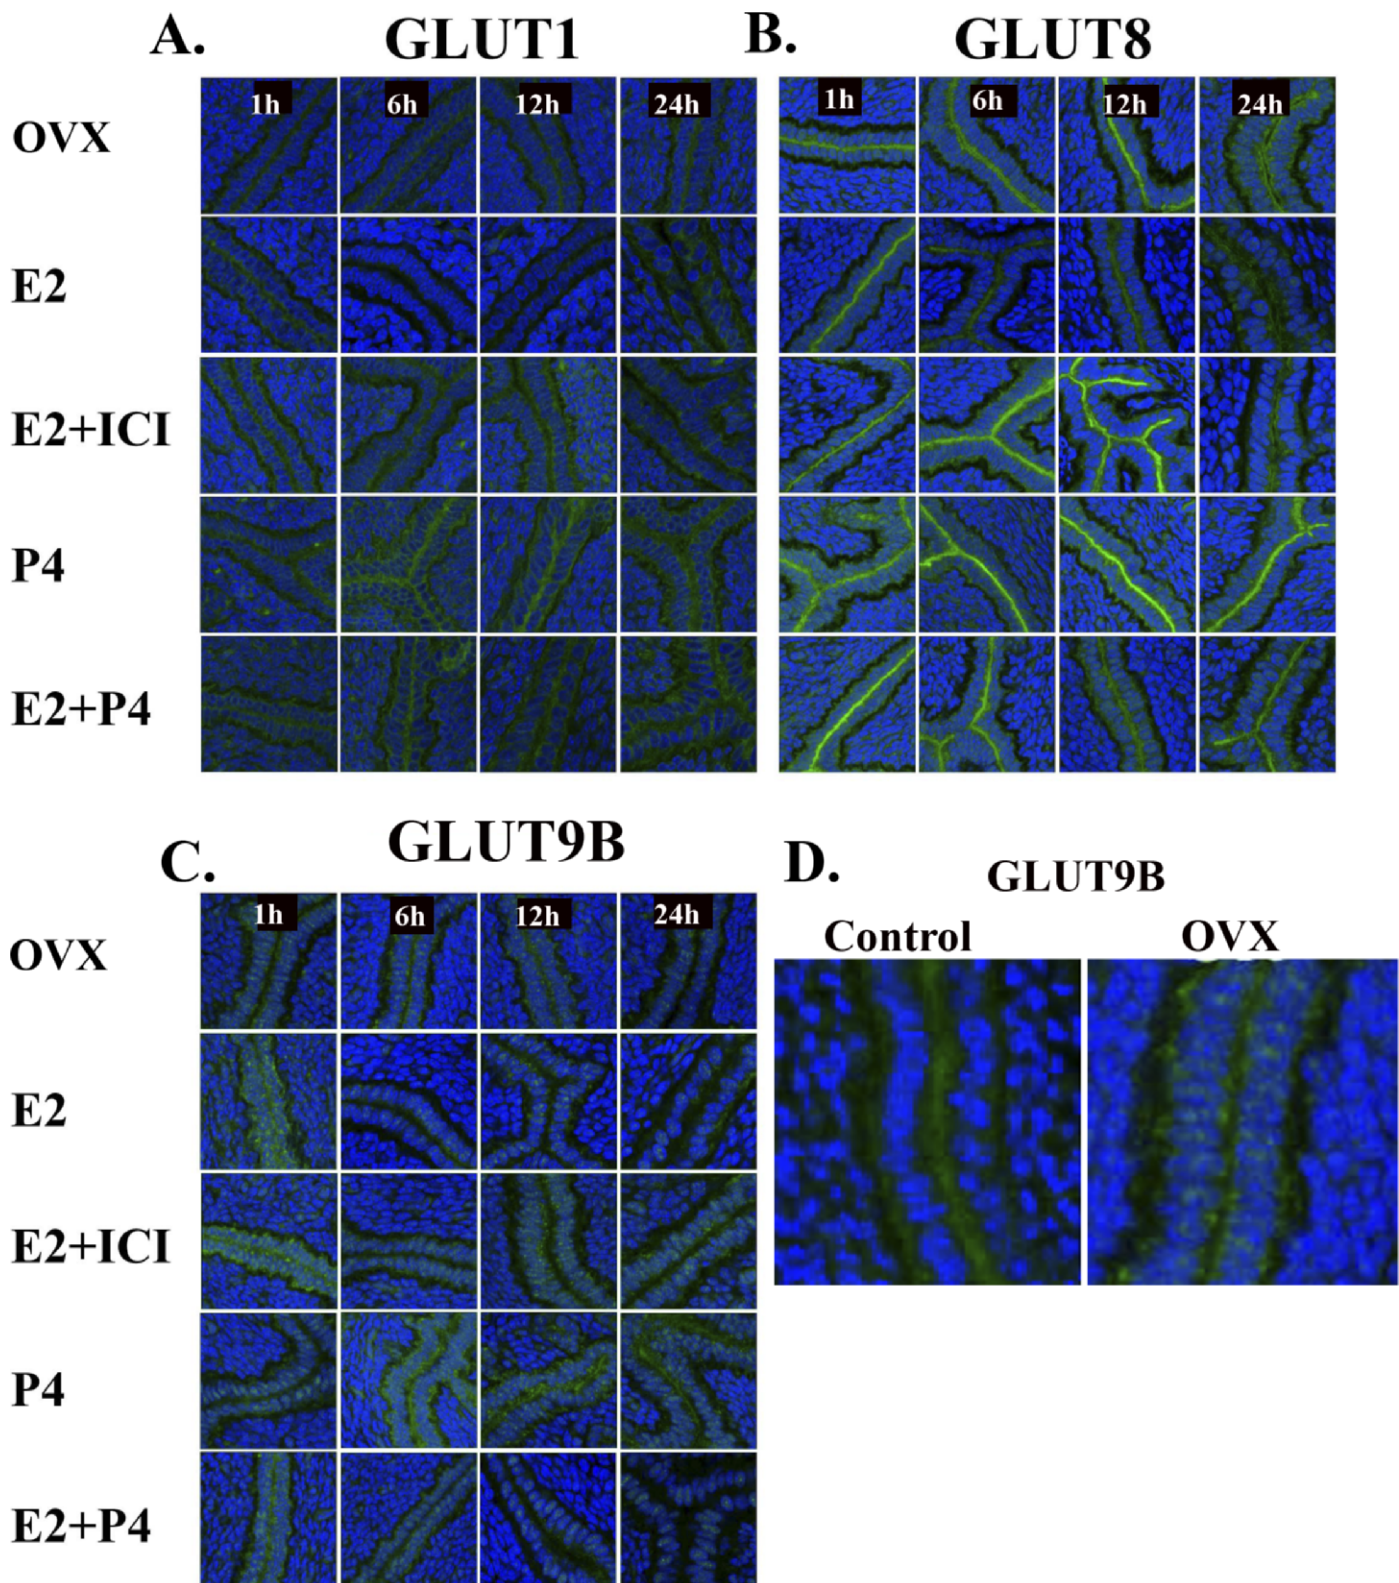 A. GLUT1
B. GLUT8
1h 6h 12h 24h 1h 6h 12h 24h
OVX
E2
E2+ICI
P4
E2+P4
C. GLUT9B
D. GLUT9B
Control OVX
1h 6h 12h 24h
OVX
E2
E2+ICI
P4
E2+P4